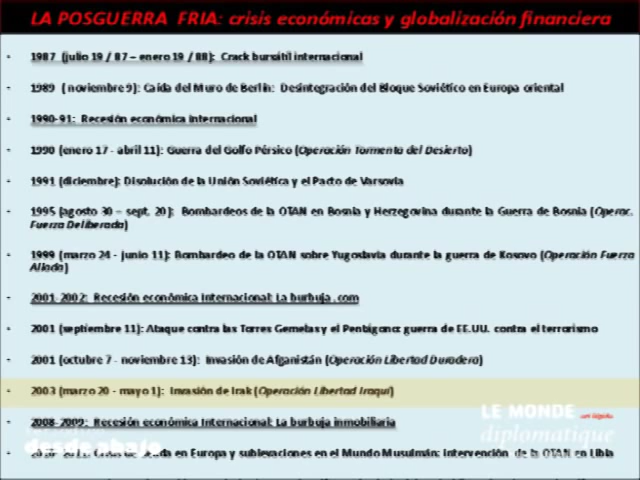 LA POSGUERRA FRIA: crisis económicas y globalización financiera
- 1987 (julio 19 / 87 – enero 19 / 88): Crack bursátil internacional
- 1989 ( noviembre 9): Caída del Muro de Berlín: Desintegración del Bloque Soviético en Europa oriental
- 1990-91: Recesión económica internacional
- 1990 (enero 17 - abril 11): Guerra del Golfo Pérsico (Operación Tormenta del Desierto)
- 1991 (diciembre): Disolución de la Unión Soviética y el Pacto de Varsovia
- 1995 (agosto 30 – sept. 20): Bombardeos de la OTAN en Bosnia y Herzegovina durante la Guerra de Bosnia (Operac.
Fuerza Deliberada)
- 1999 (marzo 24 - junio 11): Bombardeo de la OTAN sobre Yugoslavia durante la guerra de Kosovo (Operación Fuerza
Aliada)
- 2001-2002: Recesión económica Internacional: La burbuja .com
- 2001 (septiembre 11): Ataque contra las Torres Gemelas y el Pentágono: guerra de EE.UU. contra el terrorismo
- 2001 (octubre 7 - noviembre 13): Invasión de Afganistán (Operación Libertad Duradera)
- 2003 (marzo 20 - mayo 1): Invasión de Irak (Operación Libertad Iraquí)
- 2008-2009: Recesión económica Internacional: La burbuja inmobiliaria
LE MONDE
diplomatique
desde abajo
en Europa y sublevaciones en el Mundo Musulmán: intervención de la OTAN en Libia